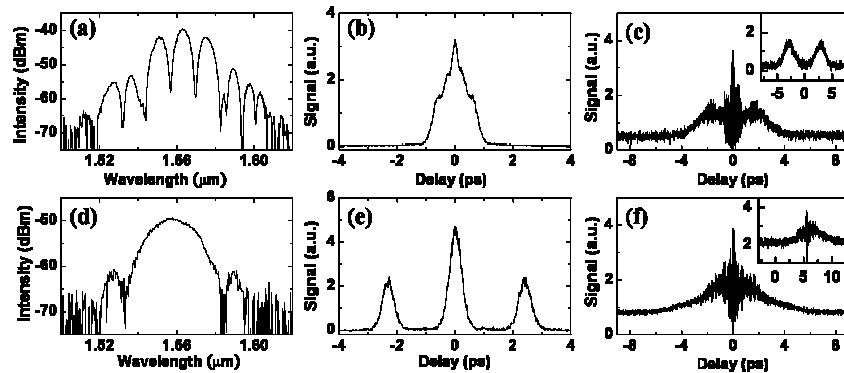 (a)
Intensity (dBm)
-40
-50
-60
-70
1.52 1.56 1.60
Wavelength (μm)
(b)
Signal (a.u.)
4
2
0
-4 -2 0 2 4
Delay (ps)
(c)
Signal (a.u.)
4
2
0
-8 -4 0 4 8
Delay (ps)
2
0
-5 0 5
(d)
Intensity (dBm)
-50
-60
-70
1.52 1.56 1.60
Wavelength (μm)
(e)
Signal (a.u.)
6
4
2
0
-4 -2 0 2 4
Delay (ps)
(f)
Signal (a.u.)
4
2
0
-8 -4 0 4 8
Delay (ps)
4
2
0 5 10